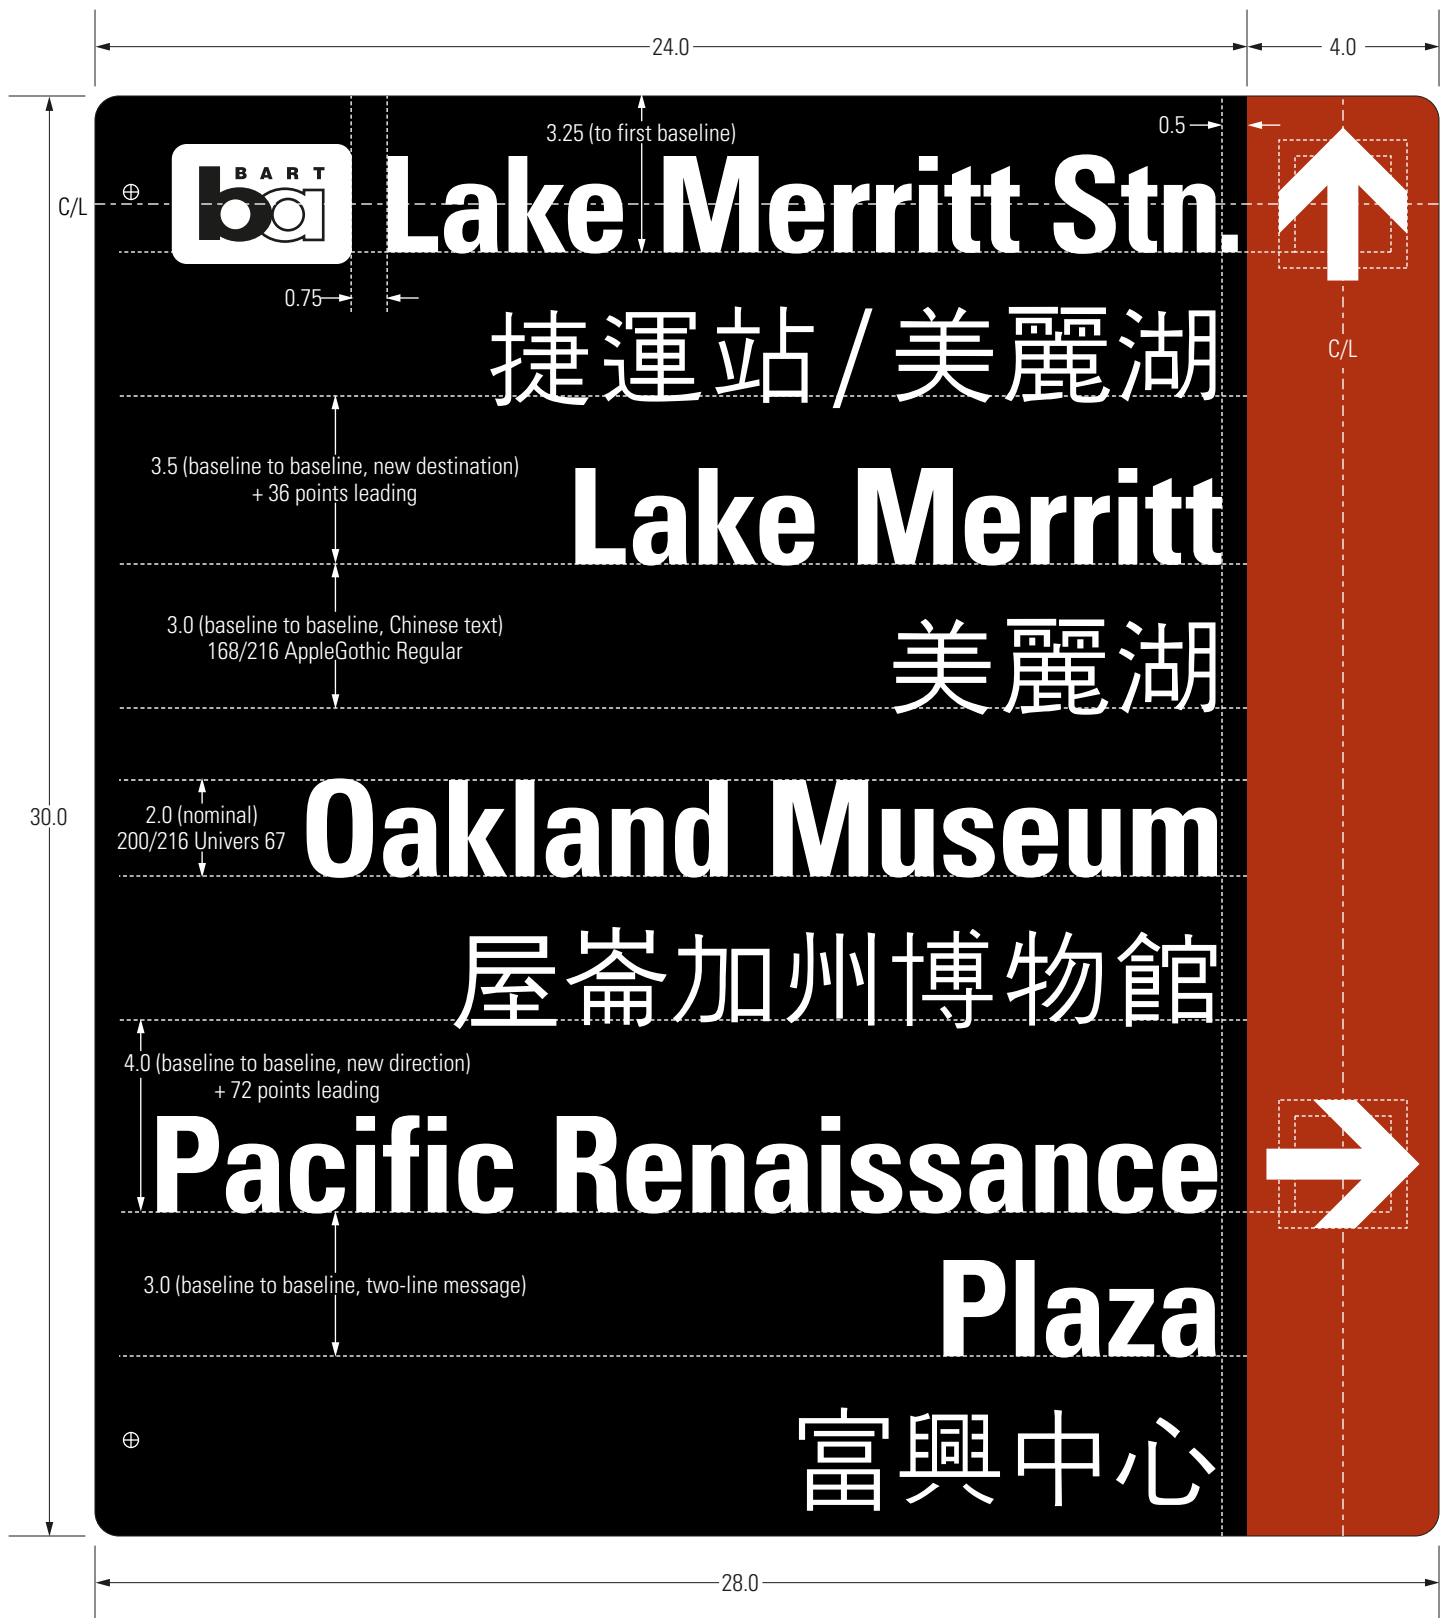 24.0
4.0
3.25 (to first baseline)
0.5
BART
ba
Lake Merritt Stn.
C/L
0.75
捷運站/美麗湖
C/L
3.5 (baseline to baseline, new destination)
+ 36 points leading
Lake Merritt
3.0 (baseline to baseline, Chinese text)
168/216 AppleGothic Regular
美麗湖
30.0
2.0 (nominal)
200/216 Univers 67
Oakland Museum
屋崙加州博物館
4.0 (baseline to baseline, new direction)
+ 72 points leading
Pacific Renaissance
3.0 (baseline to baseline, two-line message)
Plaza
富興中心
28.0